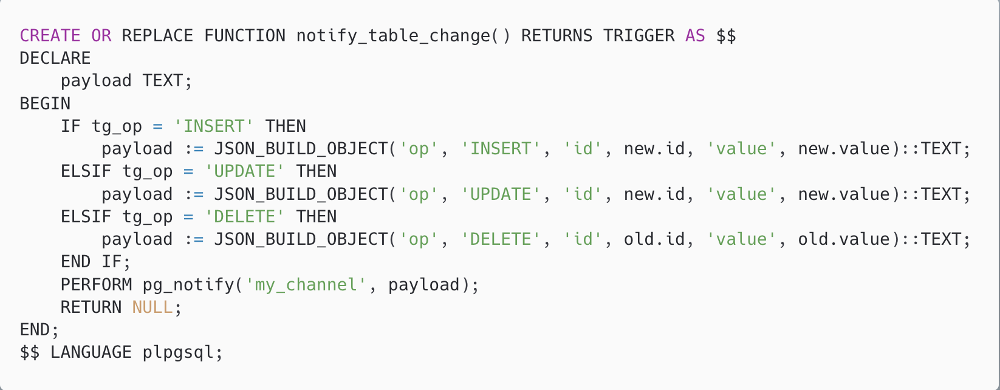 CREATE OR REPLACE FUNCTION notify_table_change() RETURNS TRIGGER AS $$
DECLARE
    payload TEXT;
BEGIN
    IF tg_op = 'INSERT' THEN
        payload := JSON_BUILD_OBJECT('op', 'INSERT', 'id', new.id, 'value', new.value)::TEXT;
    ELSIF tg_op = 'UPDATE' THEN
        payload := JSON_BUILD_OBJECT('op', 'UPDATE', 'id', new.id, 'value', new.value)::TEXT;
    ELSIF tg_op = 'DELETE' THEN
        payload := JSON_BUILD_OBJECT('op', 'DELETE', 'id', old.id, 'value', old.value)::TEXT;
    END IF;
    PERFORM pg_notify('my_channel', payload);
    RETURN NULL;
END;
$$ LANGUAGE plpgsql;